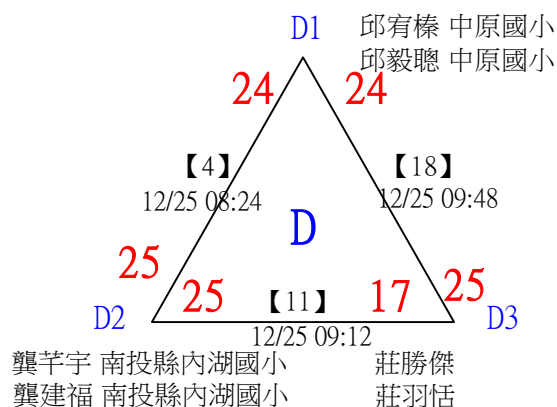 D1
邱宥榛 中原國小
邱毅聰 中原國小
24
24
【4】
12/25 08:24
【18】
12/25 09:48
D
25
25
【11】
12/25 09:12
17
25
D2
D3
龔芊宇 南投縣內湖國小
龔建福 南投縣內湖國小
莊勝傑
莊羽恬